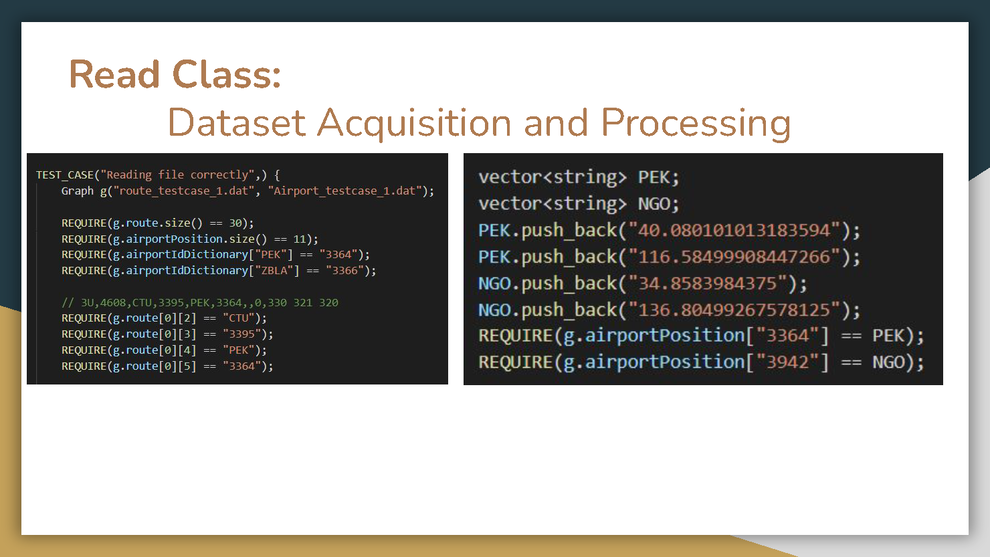 Read Class:
Dataset Acquisition and Processing
TEST_CASE("Reading file correctly",) {
Graph g("route_testcase_1.dat", "Airport_testcase_1.dat");
REQUIRE(g.route.size() == 30);
REQUIRE(g.airportPosition.size() == 11);
REQUIRE(g.airportIdDictionary["PEK"] == "3364");
REQUIRE(g.airportIdDictionary["ZBLA"] == "3366");
// 3U,4608,CTU,3395,PEK,3364,,0,330 321 320
REQUIRE(g.route[0][2] == "CTU");
REQUIRE(g.route[0][3] == "3395");
REQUIRE(g.route[0][4] == "PEK");
REQUIRE(g.route[0][5] == "3364");
vector<string> PEK;
vector<string> NGO;
PEK.push_back("40.080101013183594");
PEK.push_back("116.58499908447266");
NGO.push_back("34.8583984375");
NGO.push_back("136.80499267578125");
REQUIRE(g.airportPosition["3364"] == PEK);
REQUIRE(g.airportPosition["3942"] == NGO);